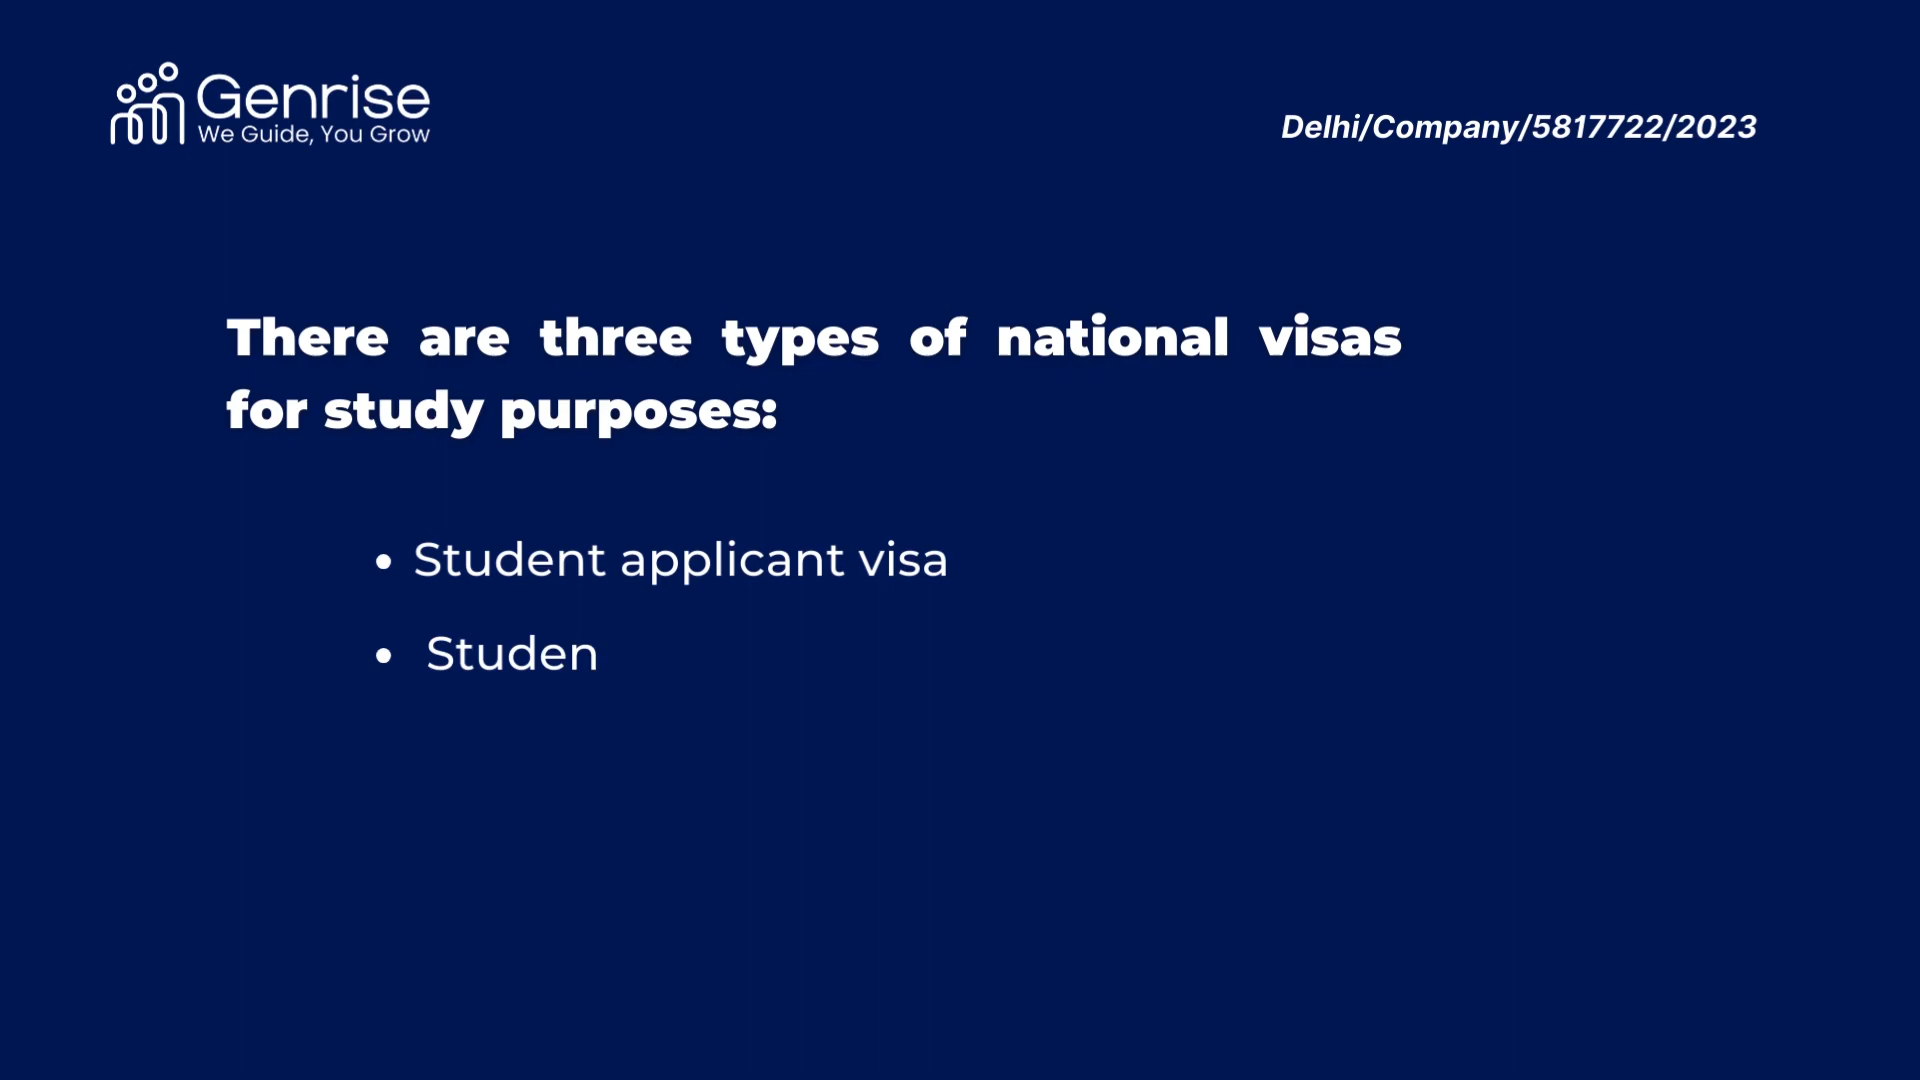 Genrise
We Guide, You Grow
Delhi/Company/5817722/2023
There are three types of national visas
for study purposes:
• Student applicant visa
• Studen